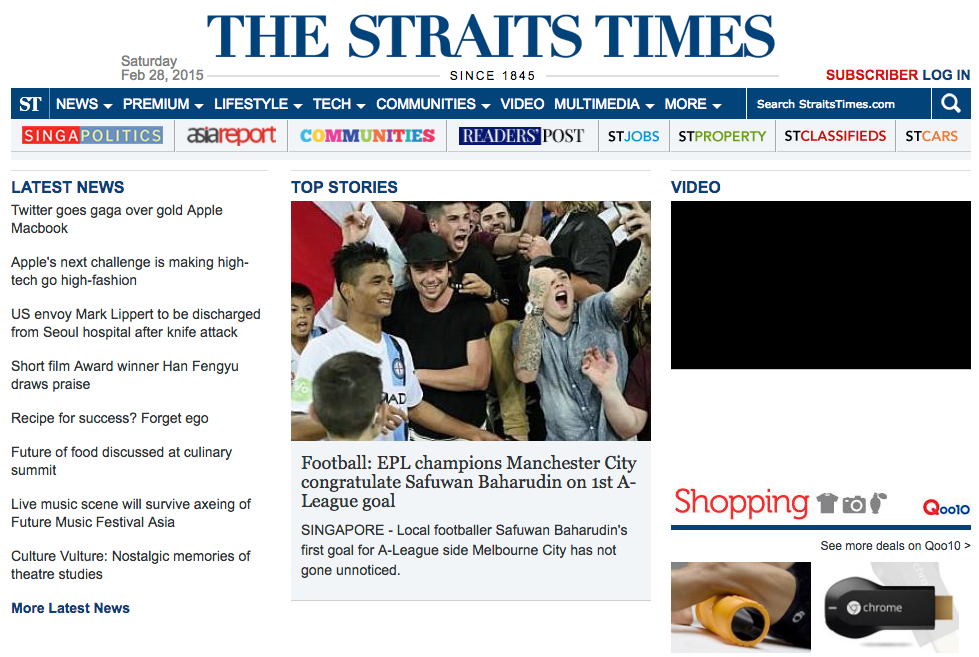 THE STRAITS TIMES
Saturday
Feb 28, 2015
SINCE 1845
SUBSCRIBER LOG IN
ST NEWS PREMIUM LIFESTYLE TECH COMMUNITIES VIDEO MULTIMEDIA MORE Search StraitsTimes.com
SINGAPOLITICS asiareport COMMUNITIES READERS' POST STJOBS STPROPERTY STCLASSIFIEDS STCARS
LATEST NEWS
Twitter goes gaga over gold Apple
Macbook
Apple's next challenge is making high-
tech go high-fashion
US envoy Mark Lippert to be discharged
from Seoul hospital after knife attack
Short film Award winner Han Fengyu
draws praise
Recipe for success? Forget ego
Future of food discussed at culinary
summit
Live music scene will survive axeing of
Future Music Festival Asia
Culture Vulture: Nostalgic memories of
theatre studies
More Latest News
TOP STORIES
Football: EPL champions Manchester City
congratulate Safuwan Baharudin on 1st A-
League goal
SINGAPORE - Local footballer Safuwan Baharudin's
first goal for A-League side Melbourne City has not
gone unnoticed.
VIDEO
Shopping
Qoo10
See more deals on Qoo10 >
chrome